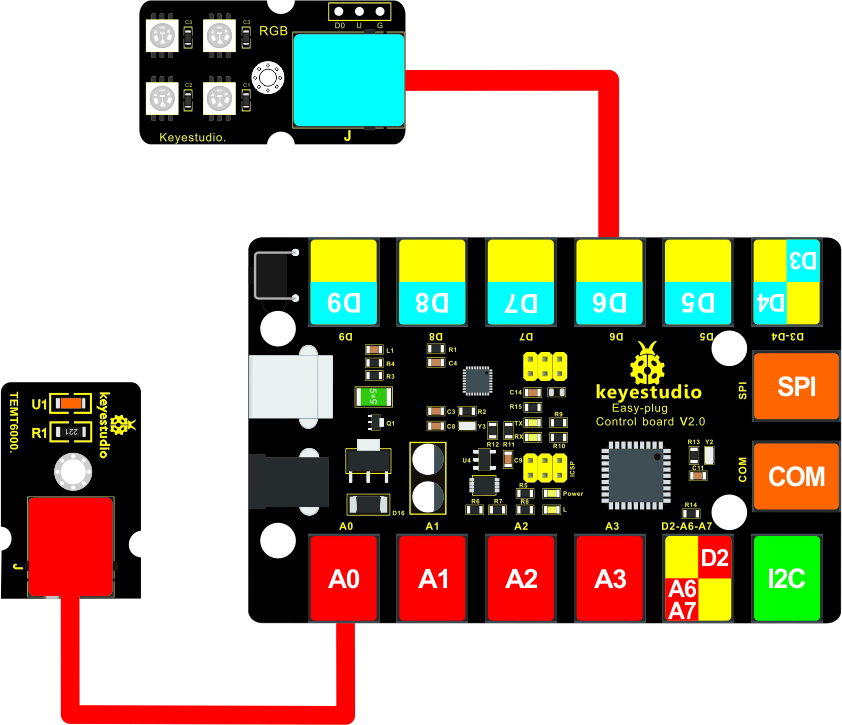 D0 U G
C3
C3
RGB
C2
C1
Keyestudio.
J
D9
D8
D7
D6
D5
D3
D4
D9
D8
D7
D6
D5
D3-D4
L1
R4
R3
R1
C4
C14
R15
TX
RX
R9
R10
Q1
C3
R2
C8
Y3
R12
R11
U4
C9
ICSP
R6
R7
R5
R8
Power
L
D16
keyestudio
Easy-plug
Control board V2.0
R13
Y2
C11
R14
SPI
SPI
COM
COM
U1
R1
221
TEMT6000.
keyestudio
J
A0
A1
A2
A3
D2-A6-A7
A0
A1
A2
A3
D2
A6
A7
I2C